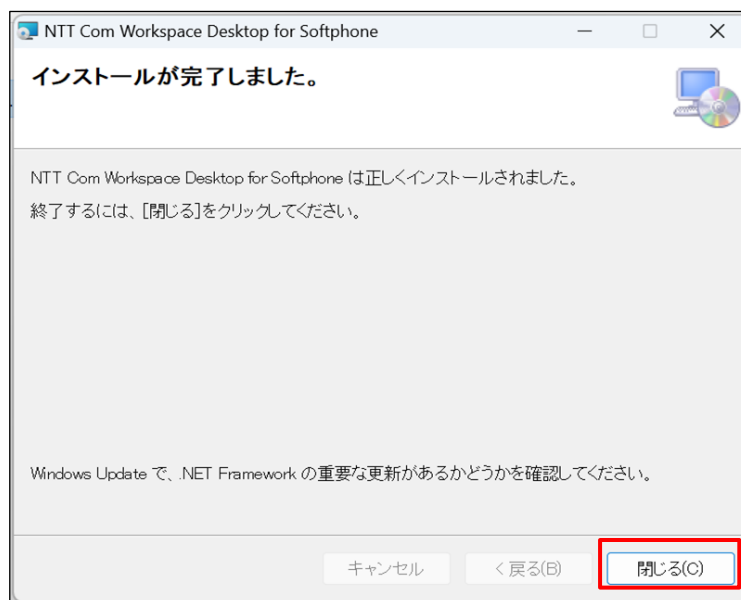 NTT Com Workspace Desktop for Softphone
インストールが完了しました。
NTT Com Workspace Desktop for Softphone は正しくインストールされました。
終了するには、[閉じる]をクリックしてください。
Windows Update で、.NET Framework の重要な更新があるかどうかを確認してください。
キャンセル
< 戻る(B)
閉じる(C)